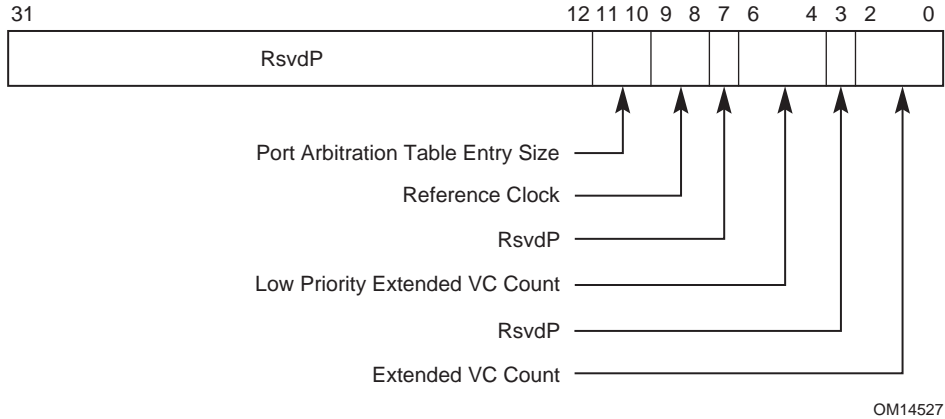 31 12 11 10 9 8 7 6 4 3 2 0
RsvdP
Port Arbitration Table Entry Size
Reference Clock
RsvdP
Low Priority Extended VC Count
RsvdP
Extended VC Count
OM14527